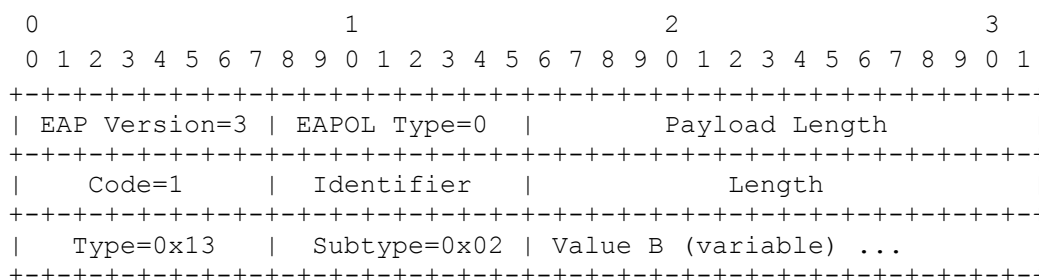 0                   1                   2                   3
 0 1 2 3 4 5 6 7 8 9 0 1 2 3 4 5 6 7 8 9 0 1 2 3 4 5 6 7 8 9 0 1
+-+-+-+-+-+-+-+-+-+-+-+-+-+-+-+-+-+-+-+-+-+-+-+-+-+-+-+-+-+-+-+--
| EAP Version=3 | EAPOL Type=0  |        Payload Length
+-+-+-+-+-+-+-+-+-+-+-+-+-+-+-+-+-+-+-+-+-+-+-+-+-+-+-+-+-+-+-+--
|    Code=1     |  Identifier   |            Length
+-+-+-+-+-+-+-+-+-+-+-+-+-+-+-+-+-+-+-+-+-+-+-+-+-+-+-+-+-+-+-+--
|   Type=0x13   |  Subtype=0x02 | Value B (variable) ...
+-+-+-+-+-+-+-+-+-+-+-+-+-+-+-+-+-+-+-+-+-+-+-+-+-+-+-+-+-+-+-+--